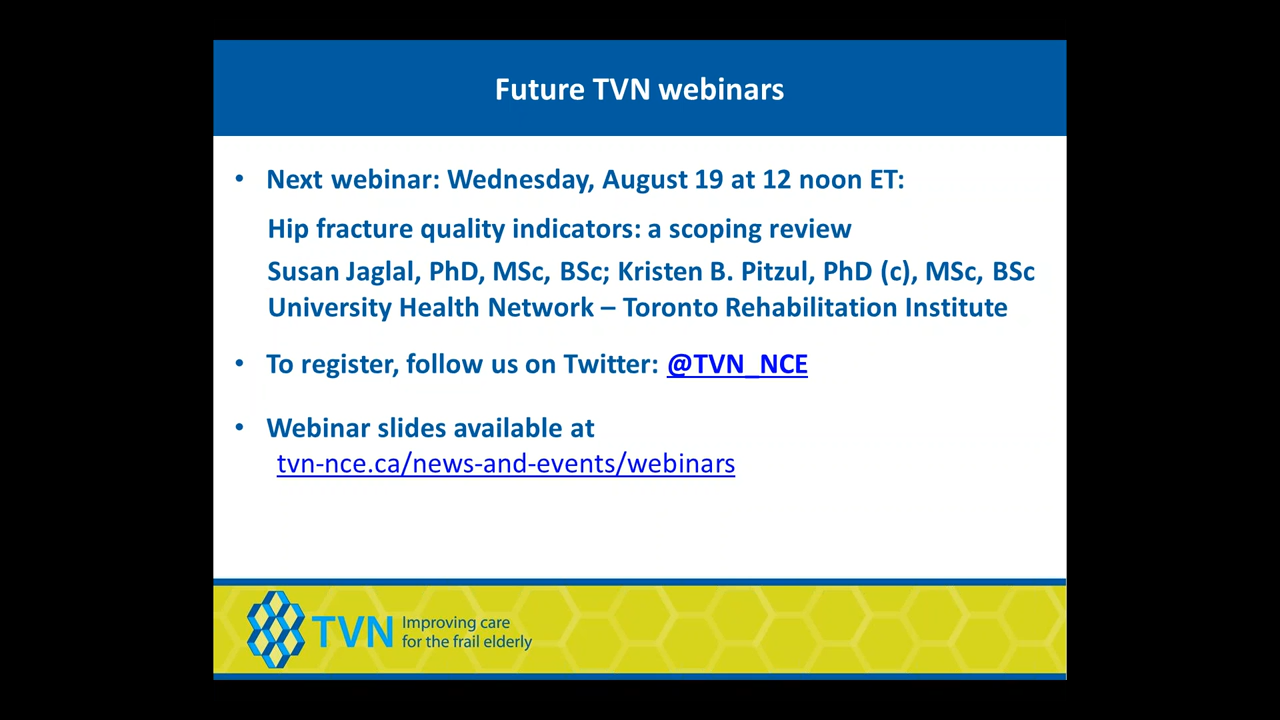 Future TVN webinars
• Next webinar: Wednesday, August 19 at 12 noon ET:
Hip fracture quality indicators: a scoping review
Susan Jaglal, PhD, MSc, BSc; Kristen B. Pitzul, PhD (c), MSc, BSc
University Health Network – Toronto Rehabilitation Institute
• To register, follow us on Twitter: @TVN_NCE
• Webinar slides available at
tvn-nce.ca/news-and-events/webinars
TVN
Improving care
for the frail elderly